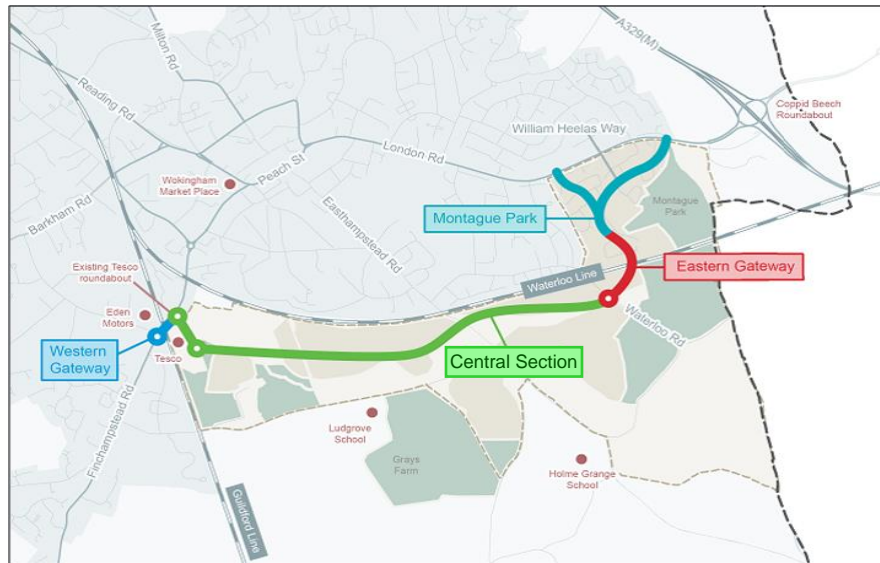 A329(M)
Milton Rd
Reading Rd
Coppid Beech
Roundabout
William Heelas Way
London Rd
Peach St
Wokingham
Market Place
Montague
Park
Barkham Rd
Easthampstead Rd
Montague Park
Existing Tesco
roundabout
Eastern Gateway
Waterloo Line
Eden
Motors
Waterloo Rd
Western
Gateway
Tesco
Central Section
Finchampstead Rd
Ludgrove
School
Grays
Farm
Holme Grange
School
Guildford Line